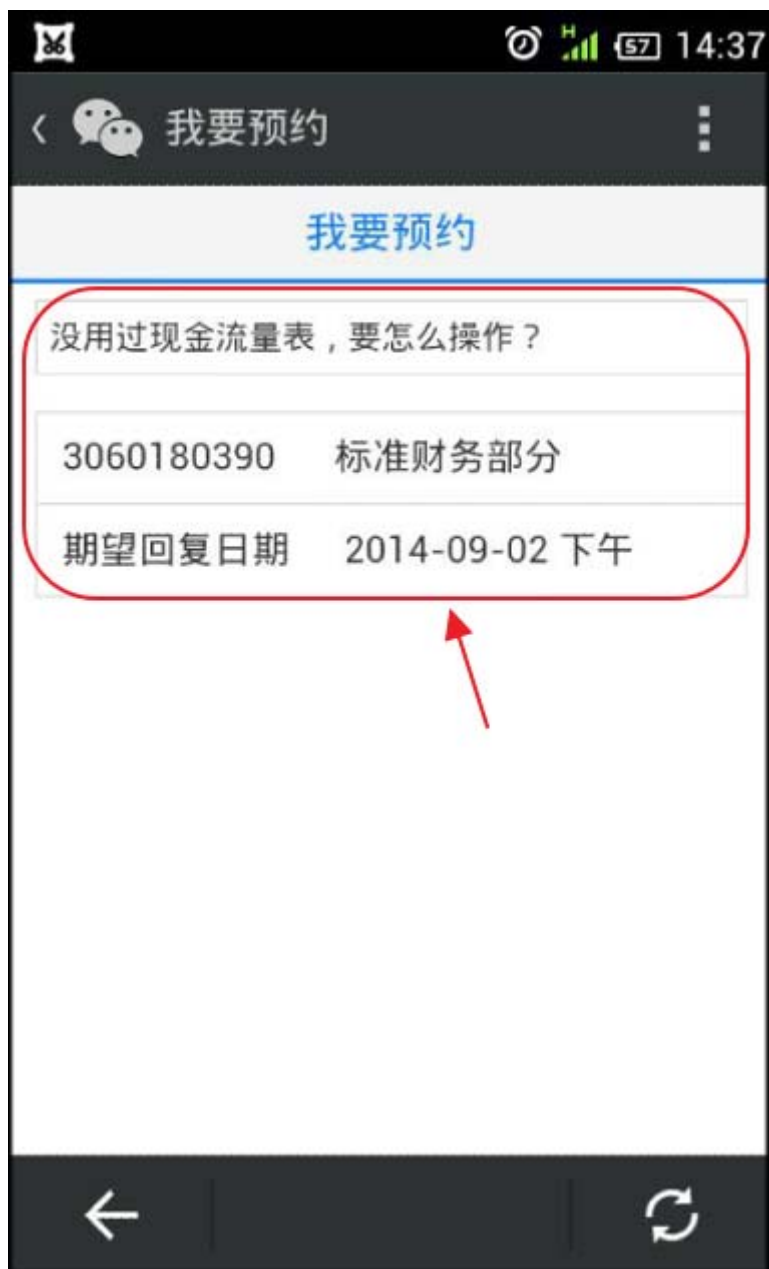 H 57 14:37
我要预约
我要预约
没用过现金流量表，要怎么操作？
3060180390 标准财务部分
期望回复日期 2014-09-02 下午